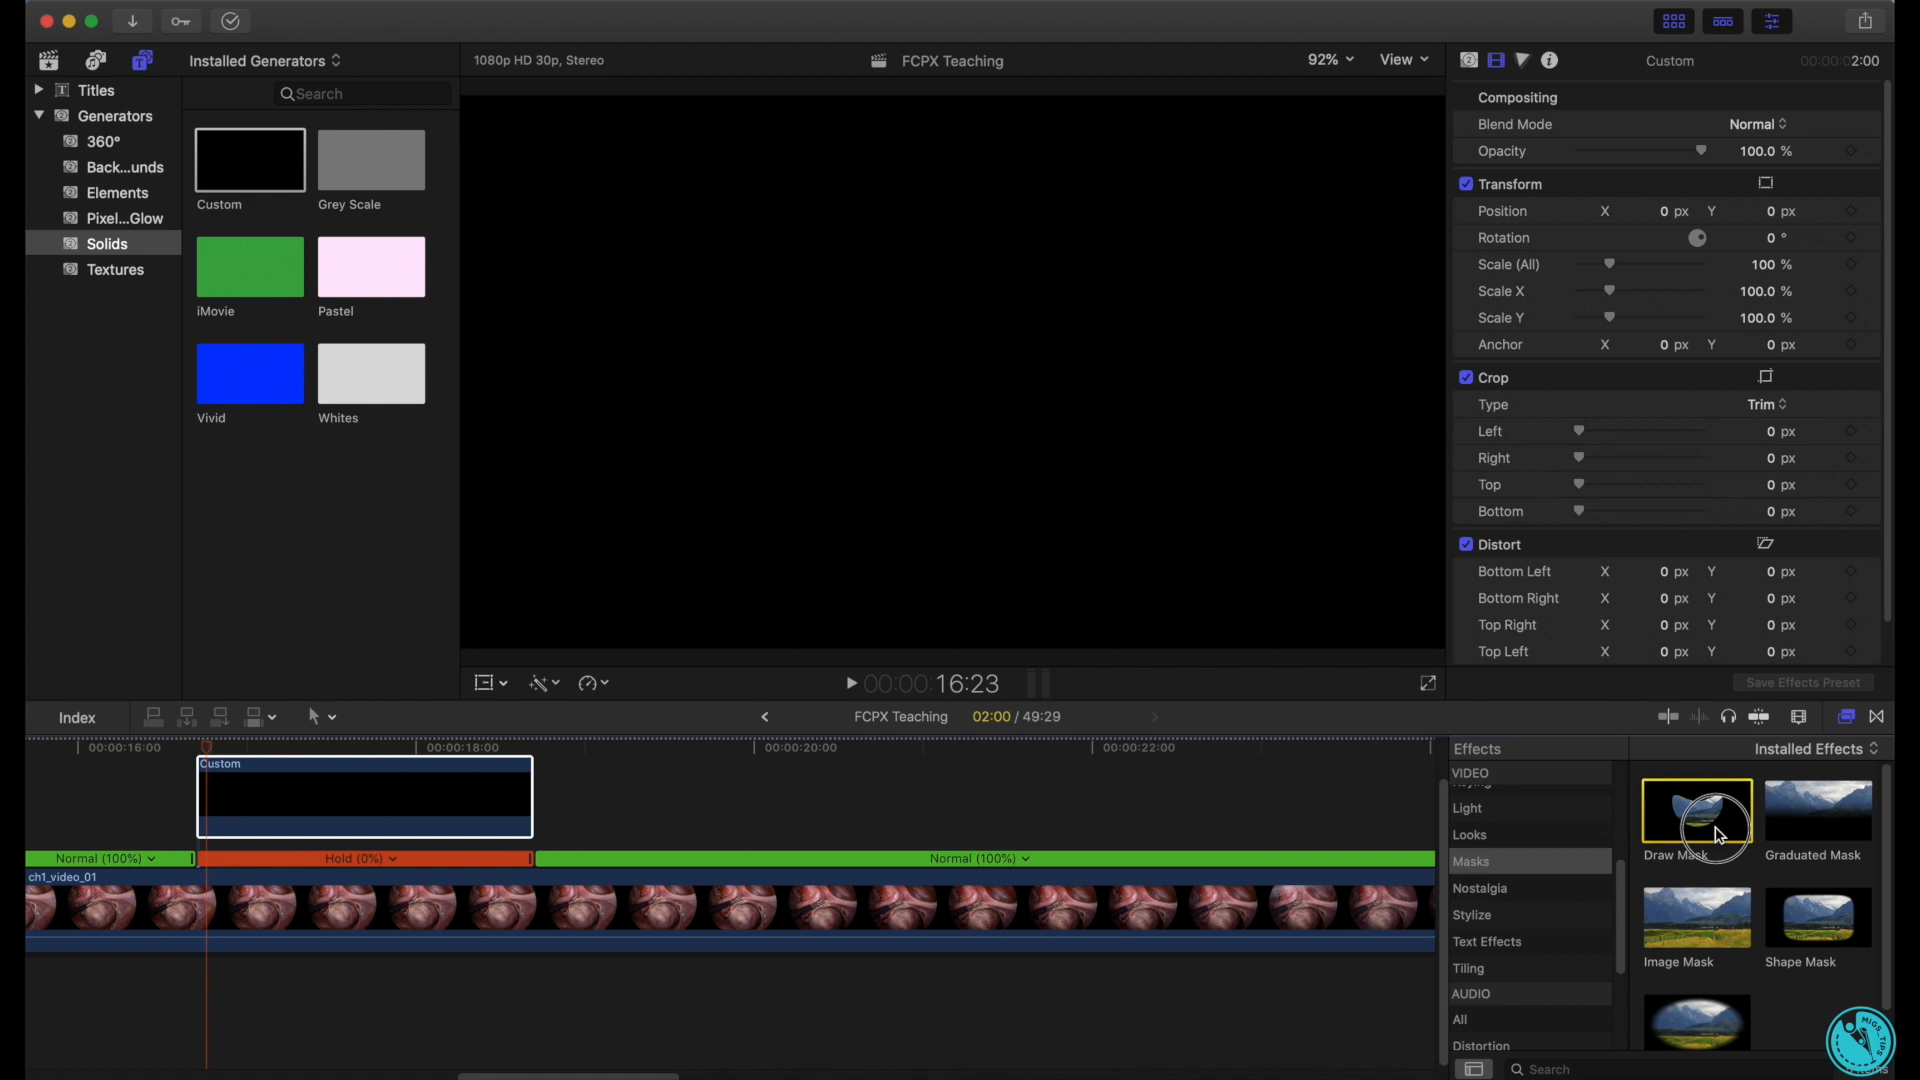 Installed Generators
1080p HD 30p, Stereo
FCPX Teaching
92%
View
Custom
00:00:02:00
Titles
Generators
360°
Back...unds
Elements
Pixel...Glow
Solids
Textures
Search
Custom
Grey Scale
iMovie
Pastel
Vivid
Whites
Compositing
Blend Mode
Normal
Opacity
100.0 %
Transform
Position
X
0 px
Y
0 px
Rotation
0 °
Scale (All)
100 %
Scale X
100.0 %
Scale Y
100.0 %
Anchor
X
0 px
Y
0 px
Crop
Type
Trim
Left
0 px
Right
0 px
Top
0 px
Bottom
0 px
Distort
Bottom Left
X
0 px
Y
0 px
Bottom Right
X
0 px
Y
0 px
Top Right
X
0 px
Y
0 px
Top Left
X
0 px
Y
0 px
Save Effects Preset
00:00:16:23
Index
FCPX Teaching
02:00 / 49:29
00:00:16:00
00:00:18:00
00:00:20:00
00:00:22:00
Custom
Normal (100%)
Hold (0%)
Normal (100%)
ch1_video_01
Effects
Installed Effects
VIDEO
Light
Looks
Masks
Nostalgia
Stylize
Text Effects
Tiling
AUDIO
All
Distortion
Draw Mask
Graduated Mask
Image Mask
Shape Mask
Search
MIGS_TIPS